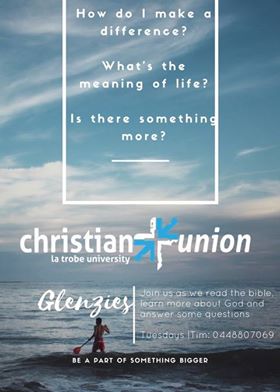 How do I make a
difference?
What's the
meaning of life?
Is there something
more?
christian union
la trobe university
Glenzies
Join us as we read the bible,
learn more about God and
answer some questions
Tuesdays |Tim: 0448807069
BE A PART OF SOMETHING BIGGER